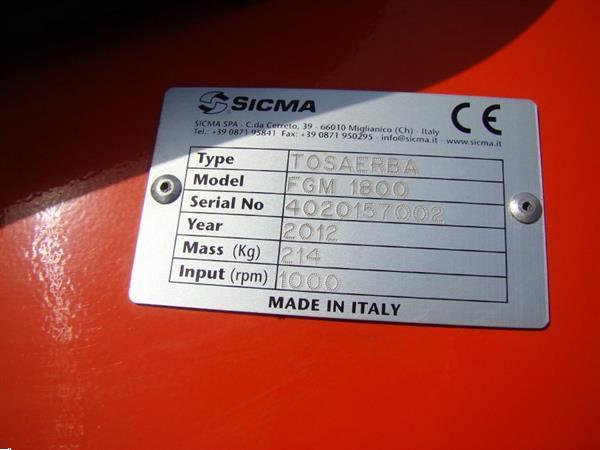 SICMA
CE
SICMA SPA - C.da Cerreto, 39 - 66010 Miglianico (Ch) - Italy
Tel.: +39 0871 95841 Fax: +39 0871 950295 - info@sicma.it - www.sicma.it
Type TOSAERBA
Model FGM 1800
Serial No 4020157002
Year 2012
Mass (Kg) 214
Input (rpm) 1000
MADE IN ITALY